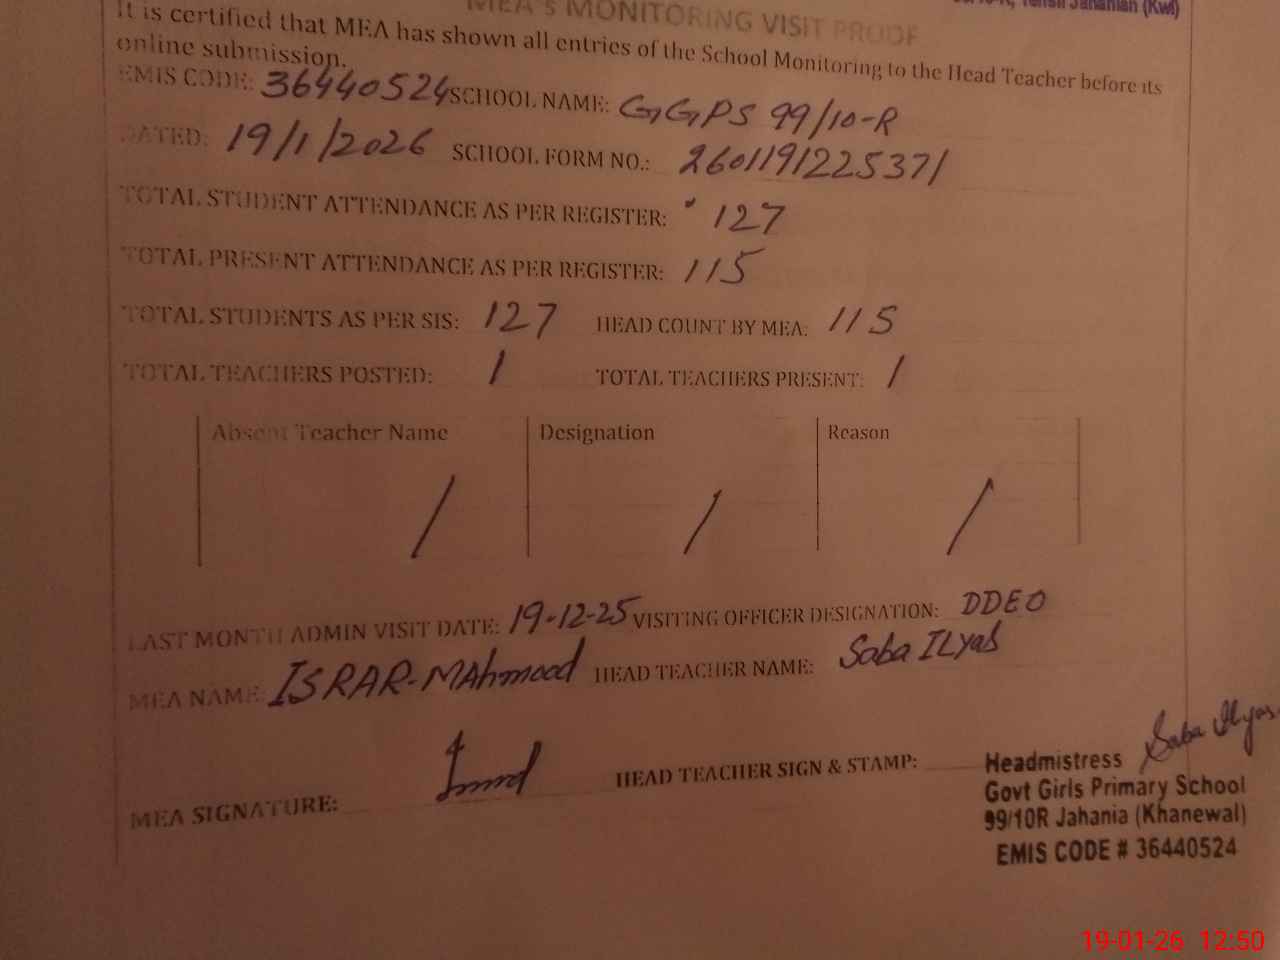 Tehsil Jahanian (Kwl)
MEA'S MONITORING VISIT PROOF
It is certified that MEA has shown all entries of the School Monitoring to the Head Teacher before its
online submission.
EMIS CODE: 36440524 SCHOOL NAME: GGPS 99/10-R
DATED: 19/1/2026 SCHOOL FORM NO.: 2601191225371
TOTAL STUDENT ATTENDANCE AS PER REGISTER: 127
TOTAL PRESENT ATTENDANCE AS PER REGISTER: 115
TOTAL STUDENTS AS PER SIS: 127 HEAD COUNT BY MEA: 115
TOTAL TEACHERS POSTED: 1 TOTAL TEACHERS PRESENT: 1
Absent Teacher Name Designation Reason
/ / /
LAST MONTH ADMIN VISIT DATE: 19-12-25 VISITING OFFICER DESIGNATION: DDEO
MEA NAME: ISRAR-MAhmood HEAD TEACHER NAME: Saba ILyas
MEA SIGNATURE: HEAD TEACHER SIGN & STAMP: Saba Ilyas
Headmistress
Govt Girls Primary School
99/10R Jahania (Khanewal)
EMIS CODE # 36440524
19-01-26 12:50